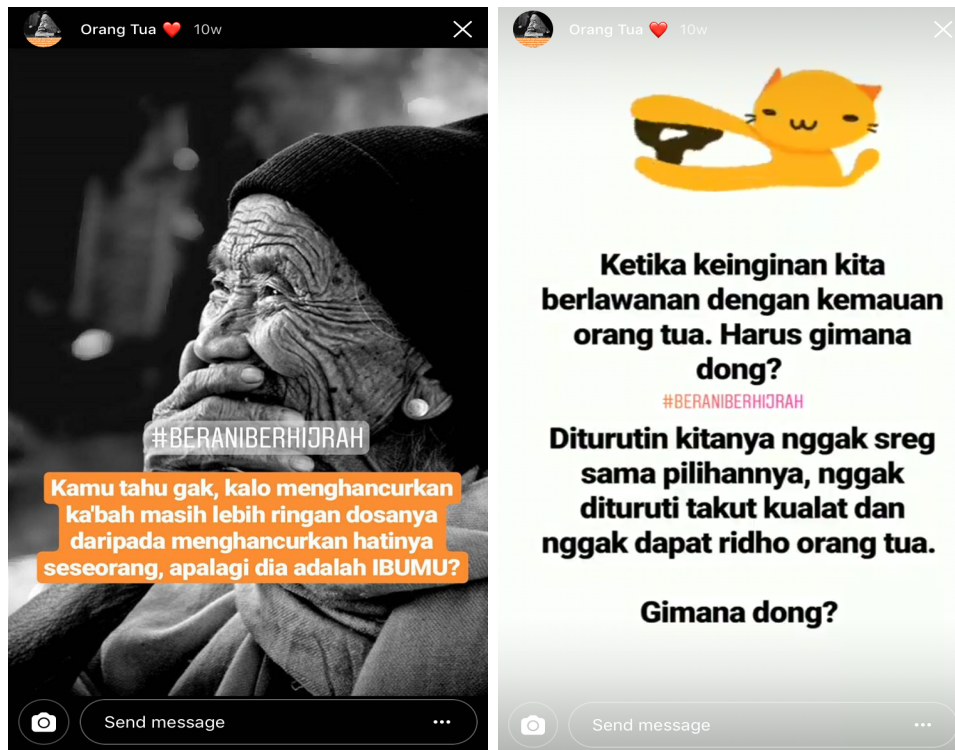 Orang Tua ❤️ 10w
#BERANIBERHIJRAH
Kamu tahu gak, kalo menghancurkan
ka'bah masih lebih ringan dosanya
daripada menghancurkan hatinya
seseorang, apalagi dia adalah IBUMU?
Send message
Orang Tua ❤️ 10w
Ketika keinginan kita
berlawanan dengan kemauan
orang tua. Harus gimana
dong?
#BERANIBERHIJRAH
Diturutin kitanya nggak sreg
sama pilihannya, nggak
dituruti takut kualat dan
nggak dapat ridho orang tua.
Gimana dong?
Send message